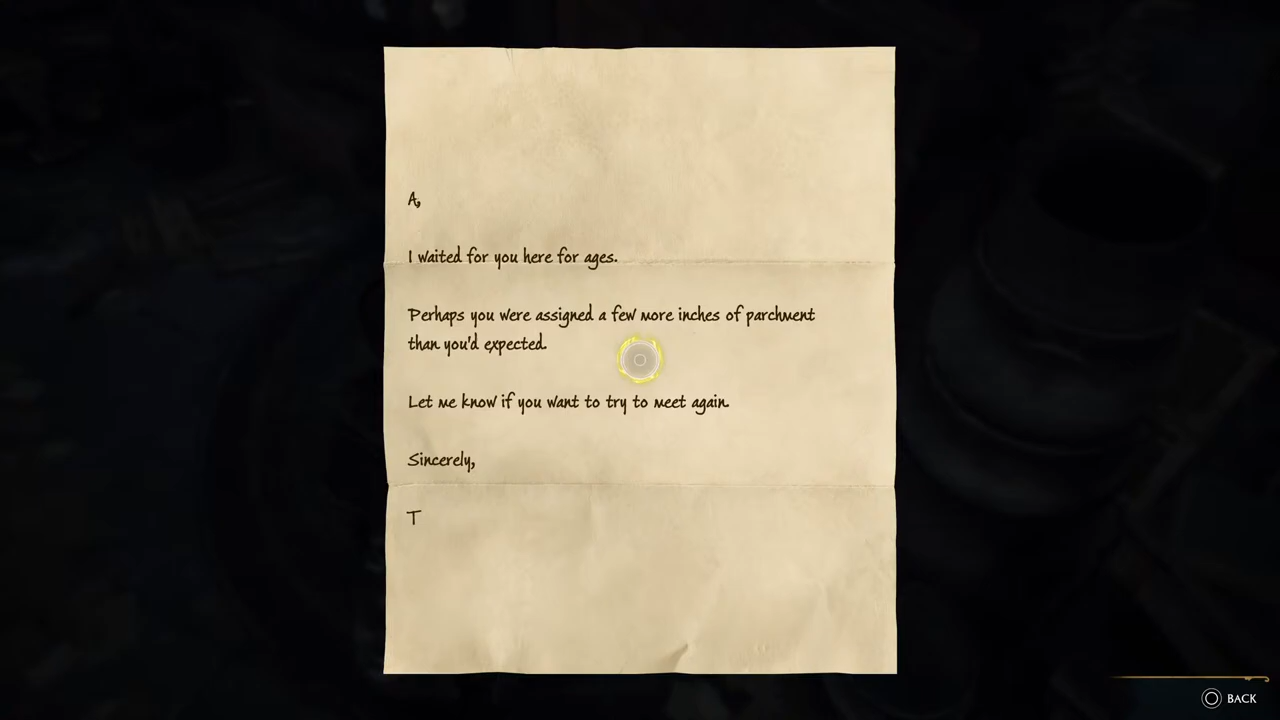 A,
I waited for you here for ages.
Perhaps you were assigned a few more inches of parchment
than you'd expected.
Let me know if you want to try to meet again.
Sincerely,
T
BACK